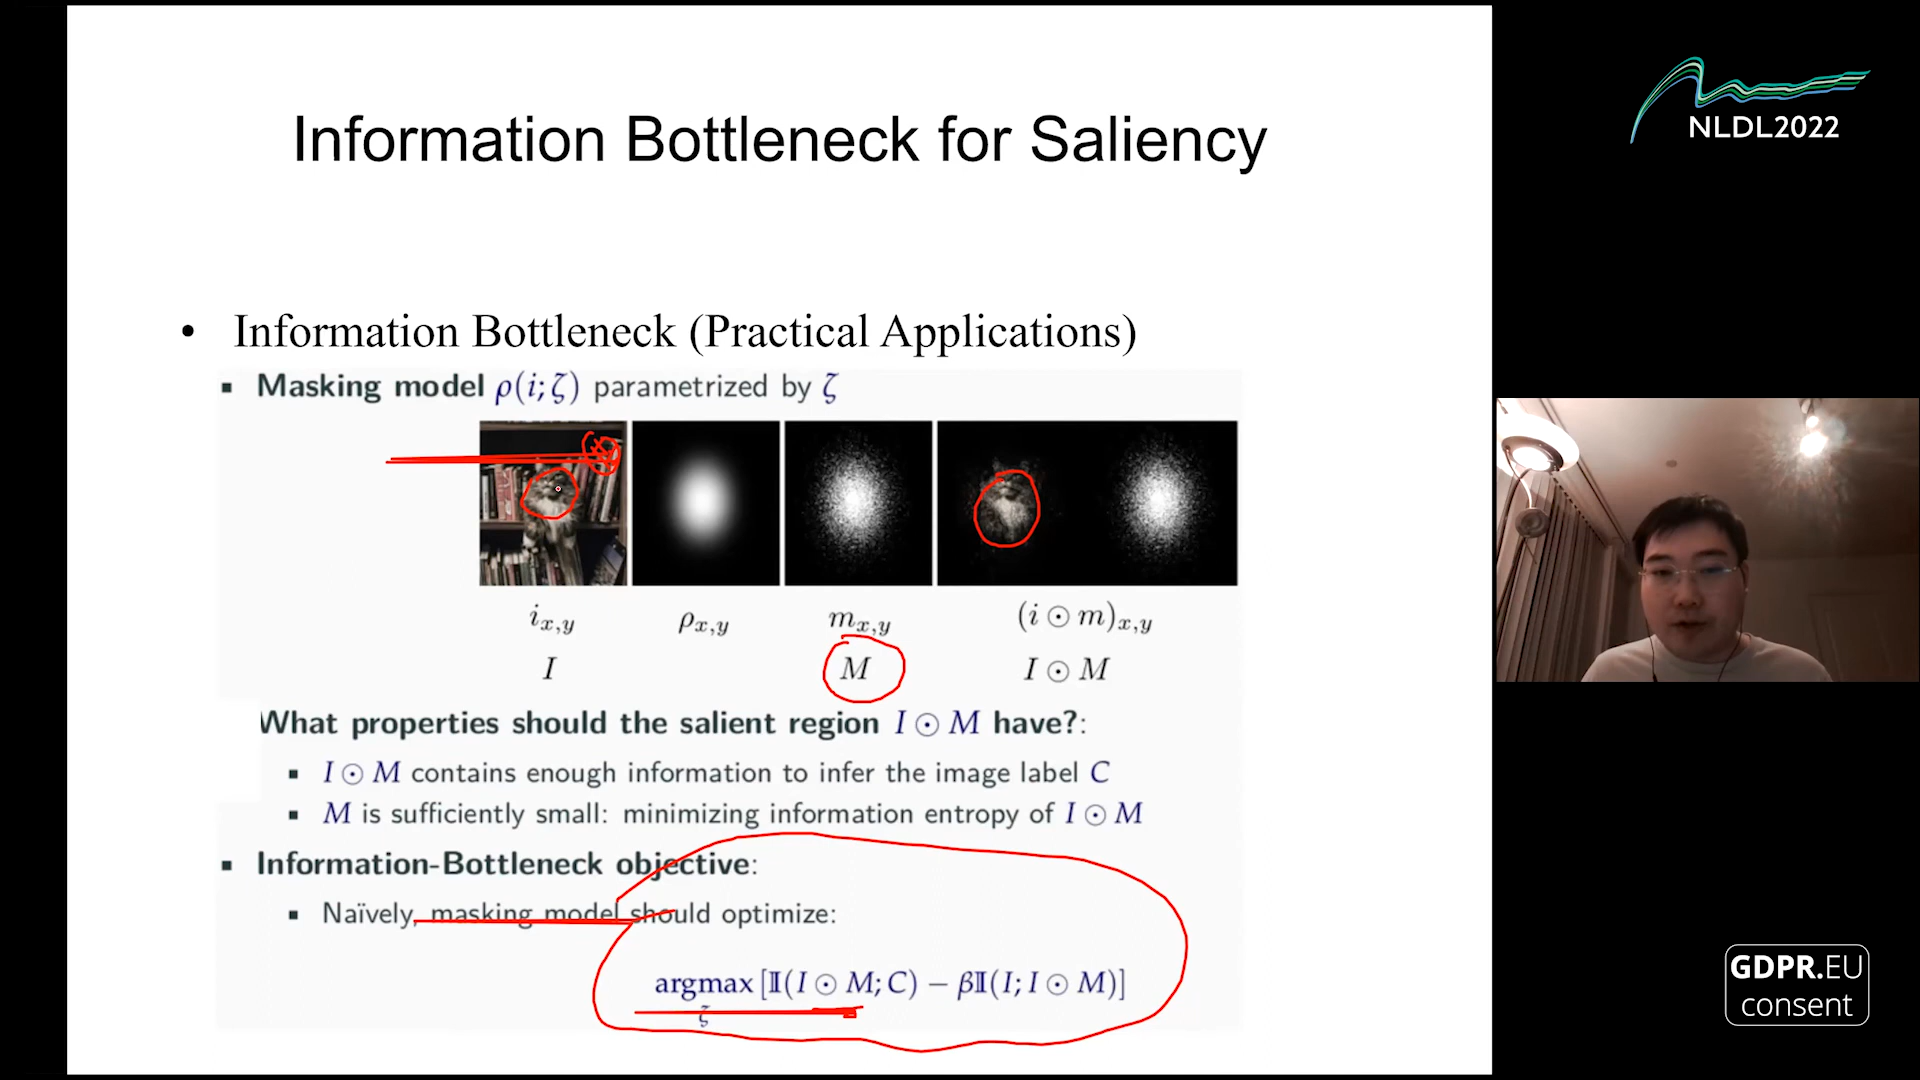 Information Bottleneck for Saliency
NLDL2022
• Information Bottleneck (Practical Applications)
▪ Masking model ρ(i; ζ) parametrized by ζ
i_{x,y} ρ_{x,y} m_{x,y} (i ⊙ m)_{x,y}
I M I ⊙ M
What properties should the salient region I ⊙ M have?:
▪ I ⊙ M contains enough information to infer the image label C
▪ M is sufficiently small: minimizing information entropy of I ⊙ M
▪ Information-Bottleneck objective:
▪ Naïvely, masking model should optimize:
argmax [𝕀(I ⊙ M; C) − β𝕀(I; I ⊙ M)]
ζ
GDPR.EU
consent